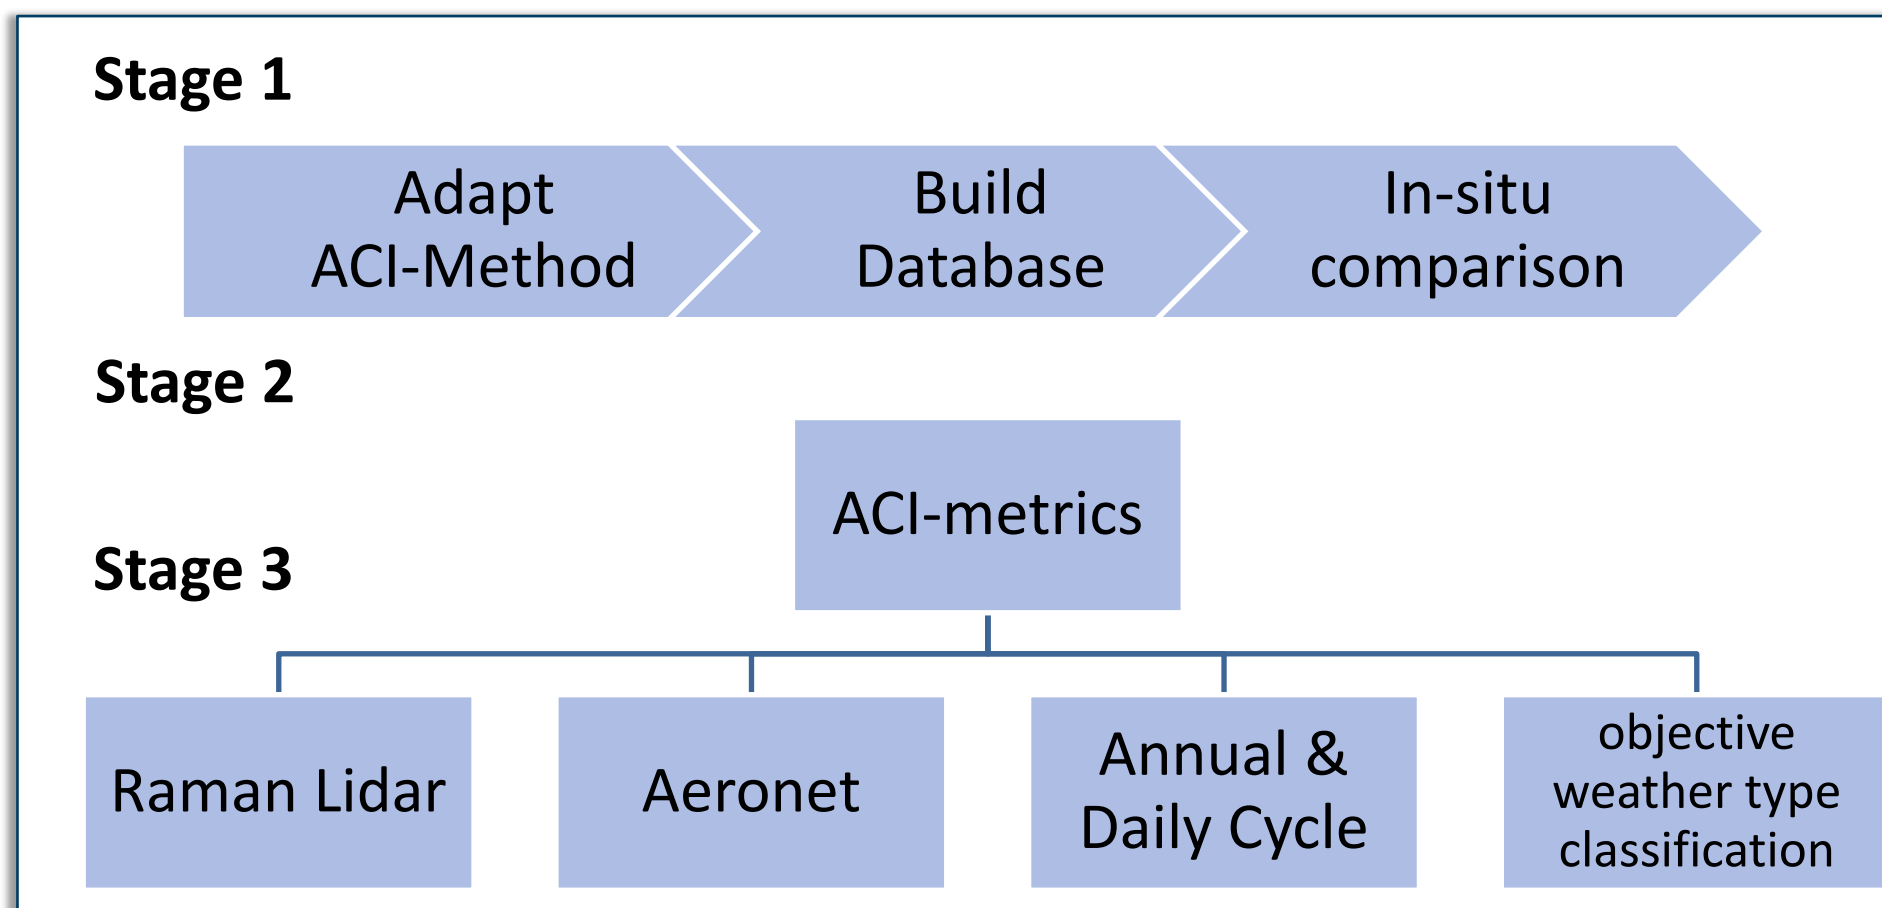 Stage 1
Adapt
ACI-Method
Build
Database
In-situ
comparison
Stage 2
ACI-metrics
Stage 3
Raman Lidar
Aeronet
Annual &
Daily Cycle
objective
weather type
classification